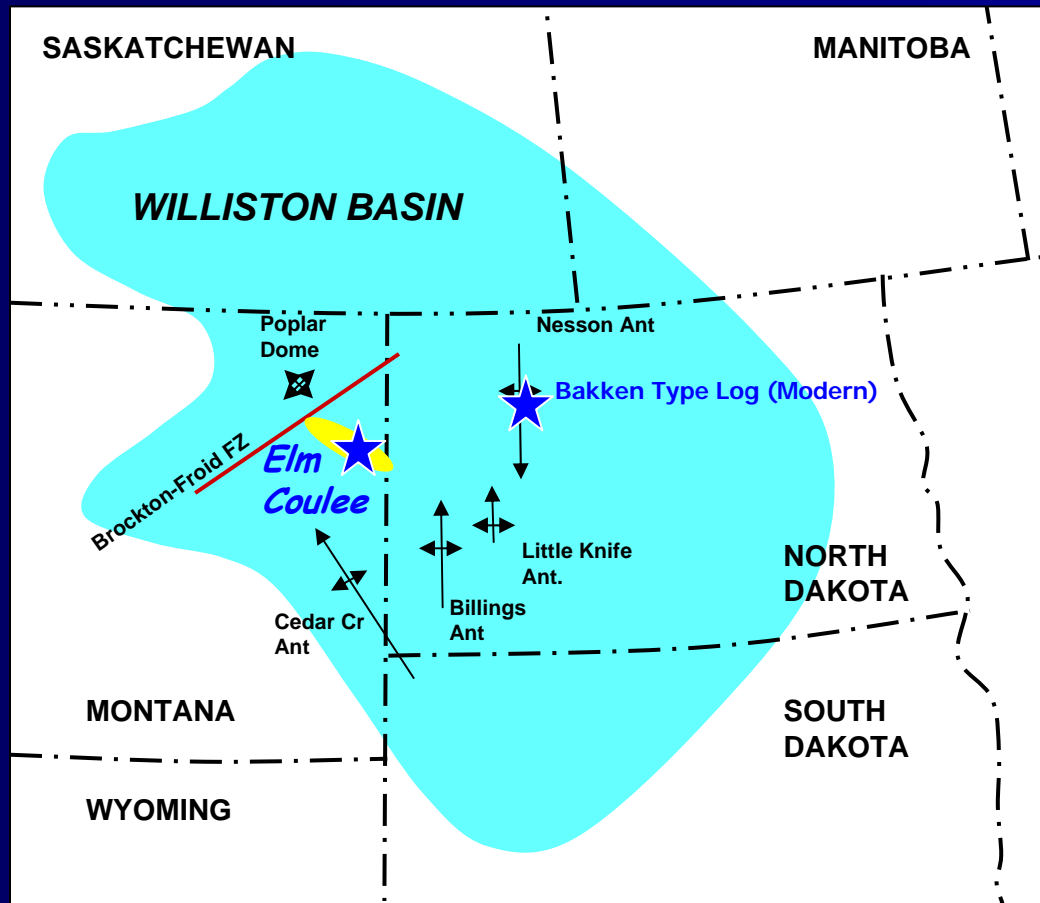 SASKATCHEWAN
MANITOBA
WILLISTON BASIN
Poplar
Dome
Nesson Ant
Bakken Type Log (Modern)
Brockton-Froid FZ
Elm
Coulee
Little Knife
Ant.
NORTH
DAKOTA
Billings
Ant
Cedar Cr
Ant
MONTANA
SOUTH
DAKOTA
WYOMING